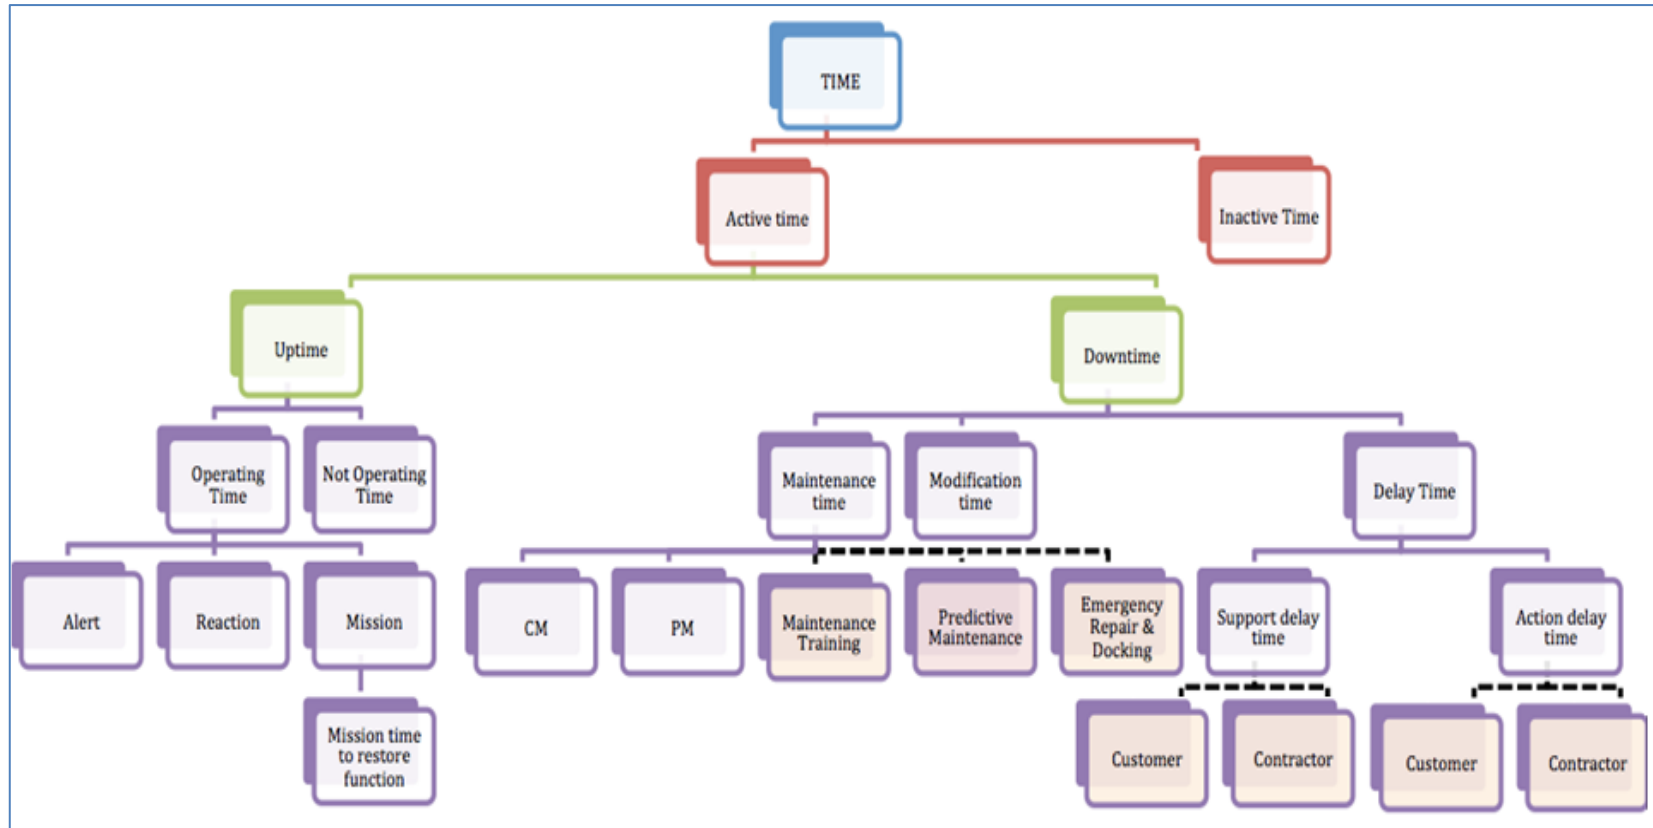 TIME
Active time
Inactive Time
Uptime
Downtime
Operating
Time
Not Operating
Time
Maintenance
time
Modification
time
Delay Time
Alert
Reaction
Mission
CM
PM
Maintenance
Training
Predictive
Maintenance
Emergency
Repair &
Docking
Support delay
time
Action delay
time
Mission time
to restore
function
Customer
Contractor
Customer
Contractor